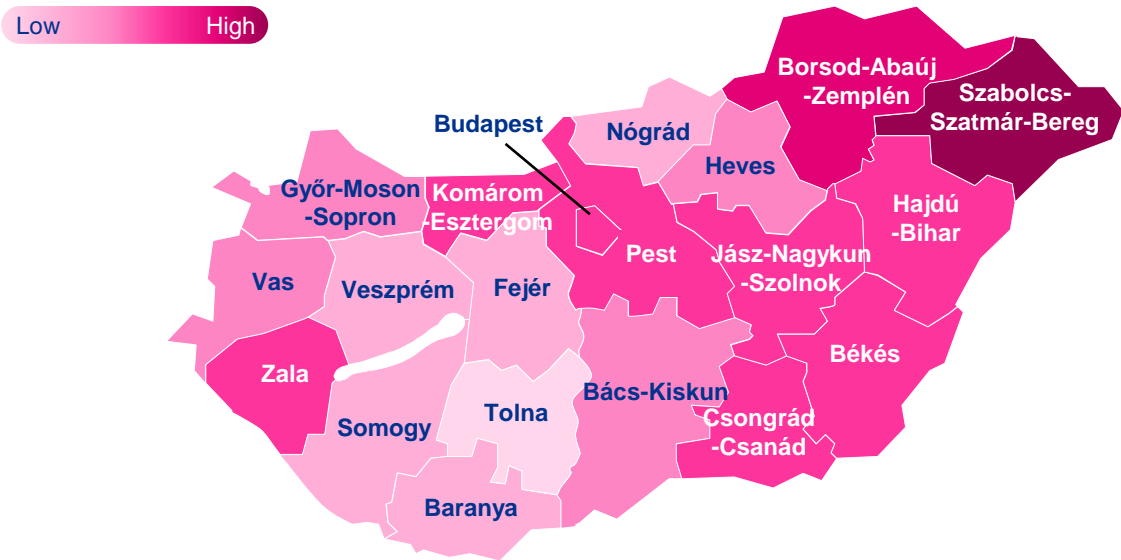 Low
High
Borsod-Abaúj
-Zemplén
Szabolcs-
Szatmár-Bereg
Budapest
Nógrád
Heves
Győr-Moson
-Sopron
Komárom
-Esztergom
Hajdú
-Bihar
Pest
Jász-Nagykun
-Szolnok
Vas
Veszprém
Fejér
Békés
Zala
Bács-Kiskun
Tolna
Somogy
Csongrád
-Csanád
Baranya